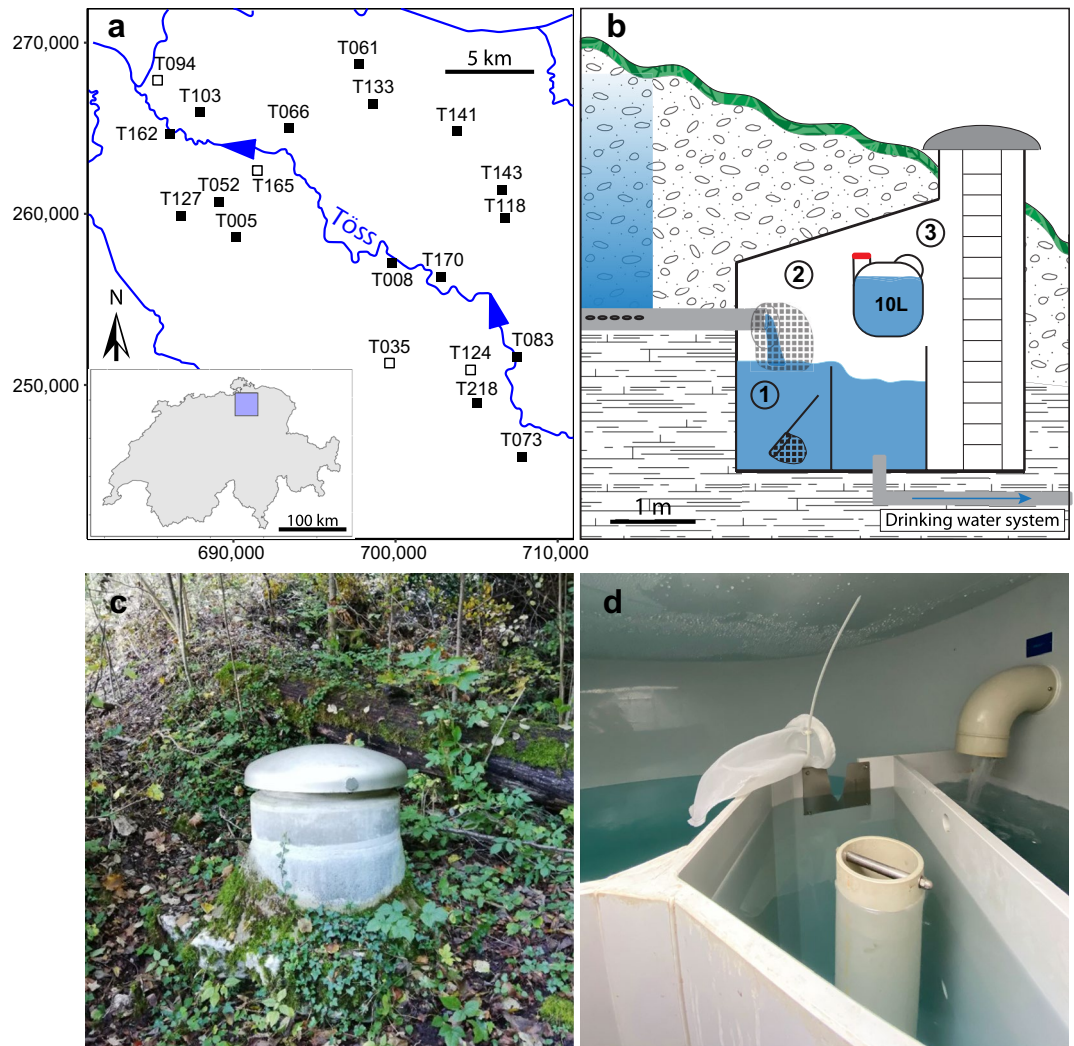 a
270,000
260,000
250,000
690,000
700,000
710,000
5 km
T094
T061
T103
T133
T066
T162
T141
T165
T143
T052
T127
T118
T005
Töss
T008
T170
N
T083
T035
T124
T218
T073
100 km
b
3
2
10L
1
1 m
Drinking water system
c
d